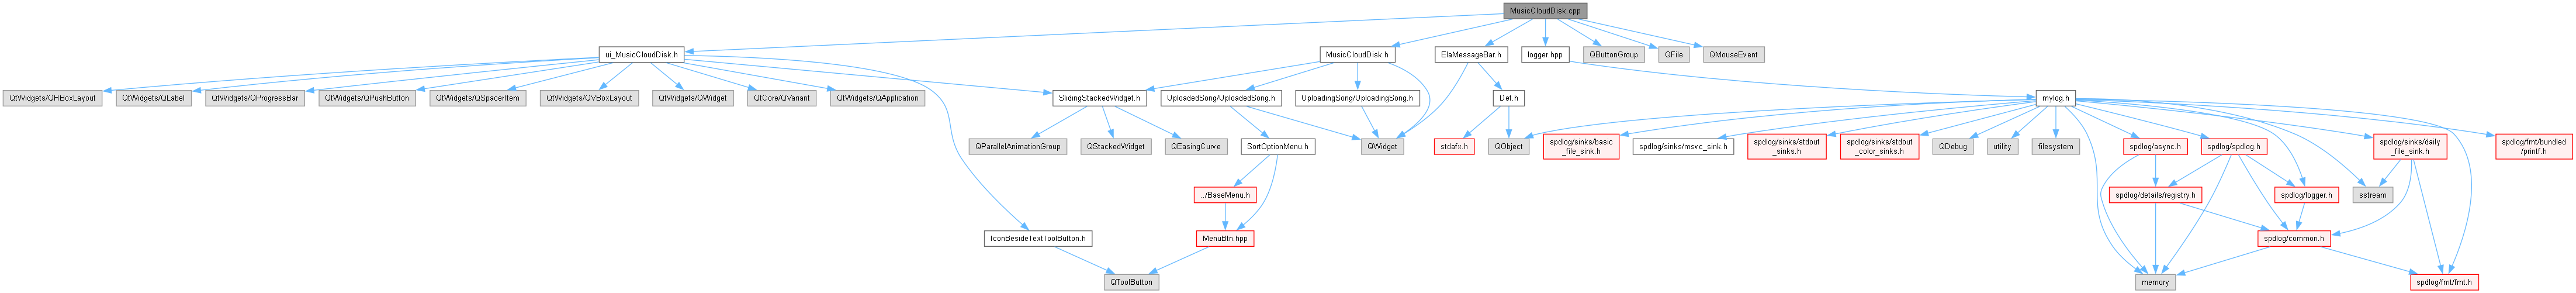 MusicCloudDisk.cpp
ui_MusicCloudDisk.h
MusicCloudDisk.h
ElaMessageBar.h
logger.hpp
QButtonGroup
QFile
QMouseEvent
QtWidgets/QHBoxLayout
QtWidgets/QLabel
QtWidgets/QProgressBar
QtWidgets/QPushButton
QtWidgets/QSpacerItem
QtWidgets/QVBoxLayout
QtWidgets/QWidget
QtCore/QVariant
QtWidgets/QApplication
SlidingStackedWidget.h
UploadedSong/UploadedSong.h
UploadingSong/UploadingSong.h
Def.h
mylog.h
QParallelAnimationGroup
QStackedWidget
QEasingCurve
SortOptionMenu.h
QWidget
stdafx.h
QObject
spdlog/sinks/basic
_file_sink.h
spdlog/sinks/msvc_sink.h
spdlog/sinks/stdout
_sinks.h
spdlog/sinks/stdout
_color_sinks.h
QDebug
utility
filesystem
spdlog/async.h
spdlog/spdlog.h
spdlog/sinks/daily
_file_sink.h
spdlog/fmt/bundled
/printf.h
../BaseMenu.h
spdlog/details/registry.h
spdlog/logger.h
sstream
IconBesideTextToolButton.h
MenuBtn.hpp
spdlog/common.h
QToolButton
memory
spdlog/fmt/fmt.h